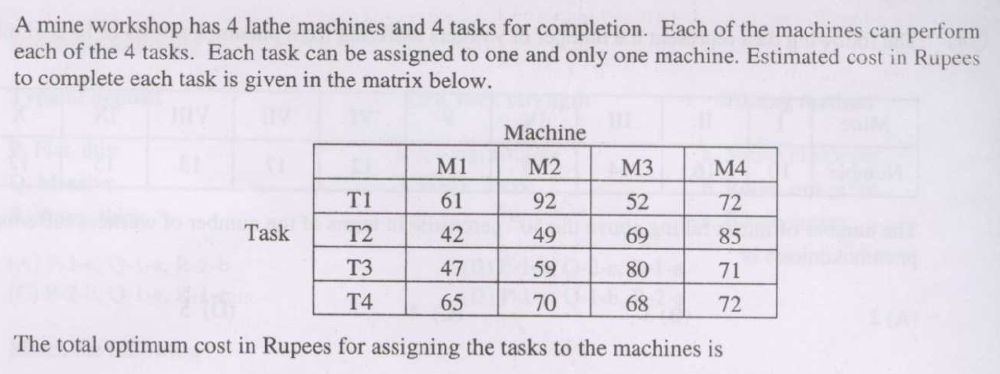 A mine workshop has 4 lathe machines and 4 tasks for completion. Each of the machines can perform
each of the 4 tasks. Each task can be assigned to one and only one machine. Estimated cost in Rupees
to complete each task is given in the matrix below.
Machine
M1 M2 M3 M4
T1 61 92 52 72
Task T2 42 49 69 85
T3 47 59 80 71
T4 65 70 68 72
The total optimum cost in Rupees for assigning the tasks to the machines is